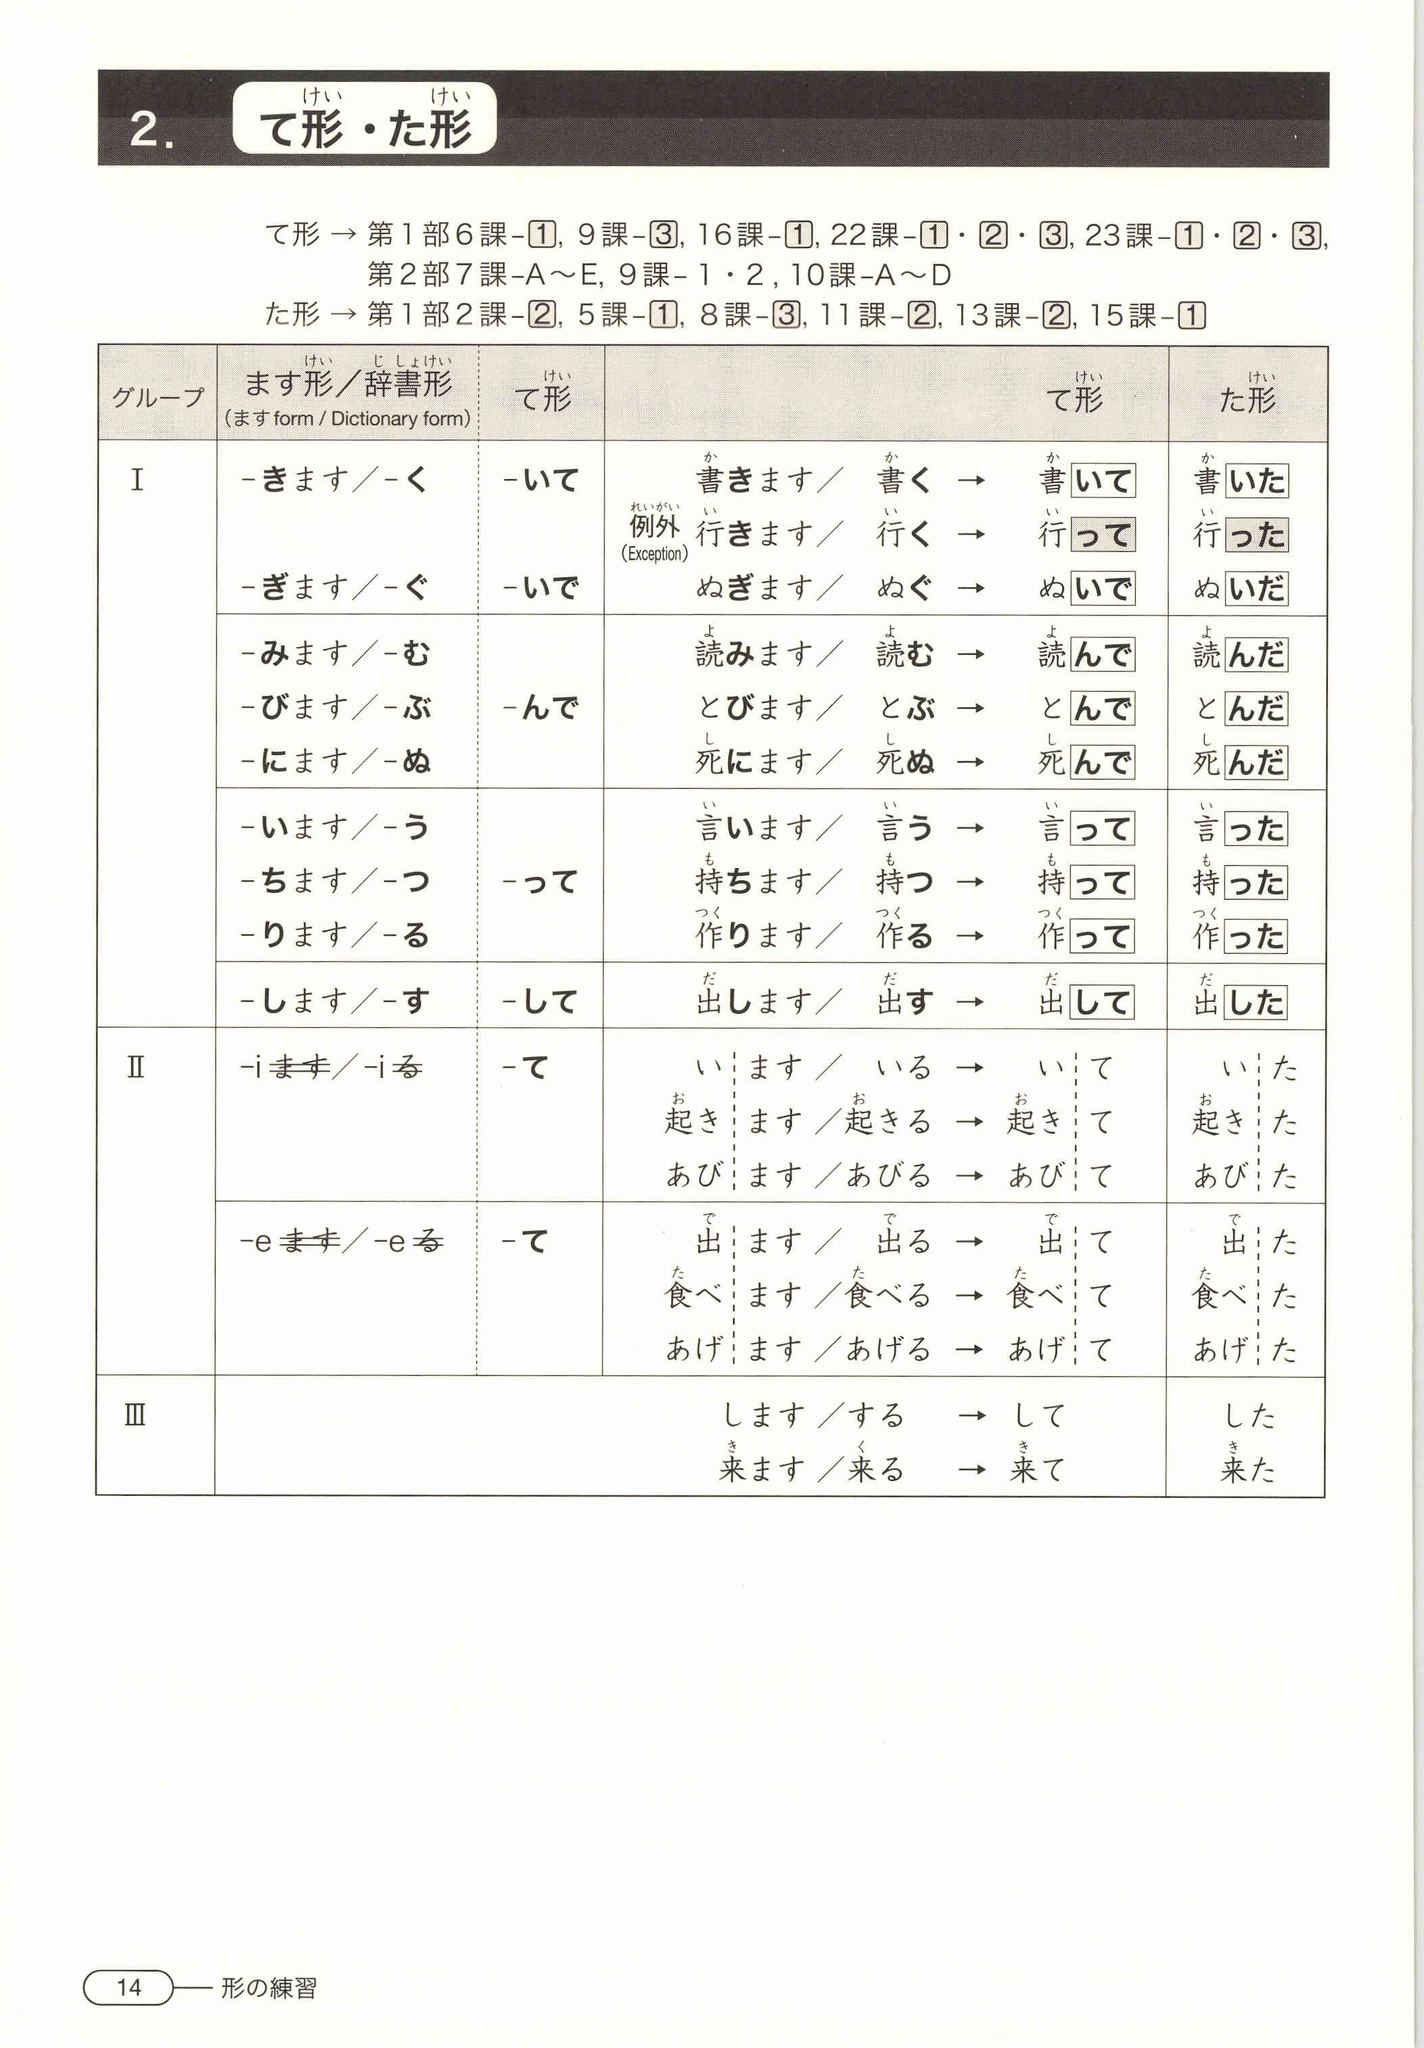 2. て形・た形
て形 → 第1部6課-1, 9課-3, 16課-1, 22課-1・2・3, 23課-1・2・3,
第2部7課-A～E, 9課-1・2, 10課-A～D
た形 → 第1部2課-2, 5課-1, 8課-3, 11課-2, 13課-2, 15課-1
グループ ます形／辞書形 て形 て形 た形
(ますform / Dictionary form)
Ⅰ -きます／-く -いて 書きます／ 書く → 書いて 書いた
例外 行きます／ 行く → 行って 行った
(Exception)
-ぎます／-ぐ -いで ぬぎます／ ぬぐ → ぬいで ぬいだ
-みます／-む 読みます／ 読む → 読んで 読んだ
-びます／-ぶ -んで とびます／ とぶ → とんで とんだ
-にます／-ぬ 死にます／ 死ぬ → 死んで 死んだ
-います／-う 言います／ 言う → 言って 言った
-ちます／-つ -って 持ちます／ 持つ → 持って 持った
-ります／-る 作ります／ 作る → 作って 作った
-します／-す -して 出します／ 出す → 出して 出した
Ⅱ -iます／-iる -て います／ いる → いて いた
起きます／起きる → 起きて 起きた
あびます／あびる → あびて あびた
-eます／-eる -て 出ます／ 出る → 出て 出た
食べます／食べる → 食べて 食べた
あげます／あげる → あげて あげた
Ⅲ します／する → して した
来ます／来る → 来て 来た
14 形の練習